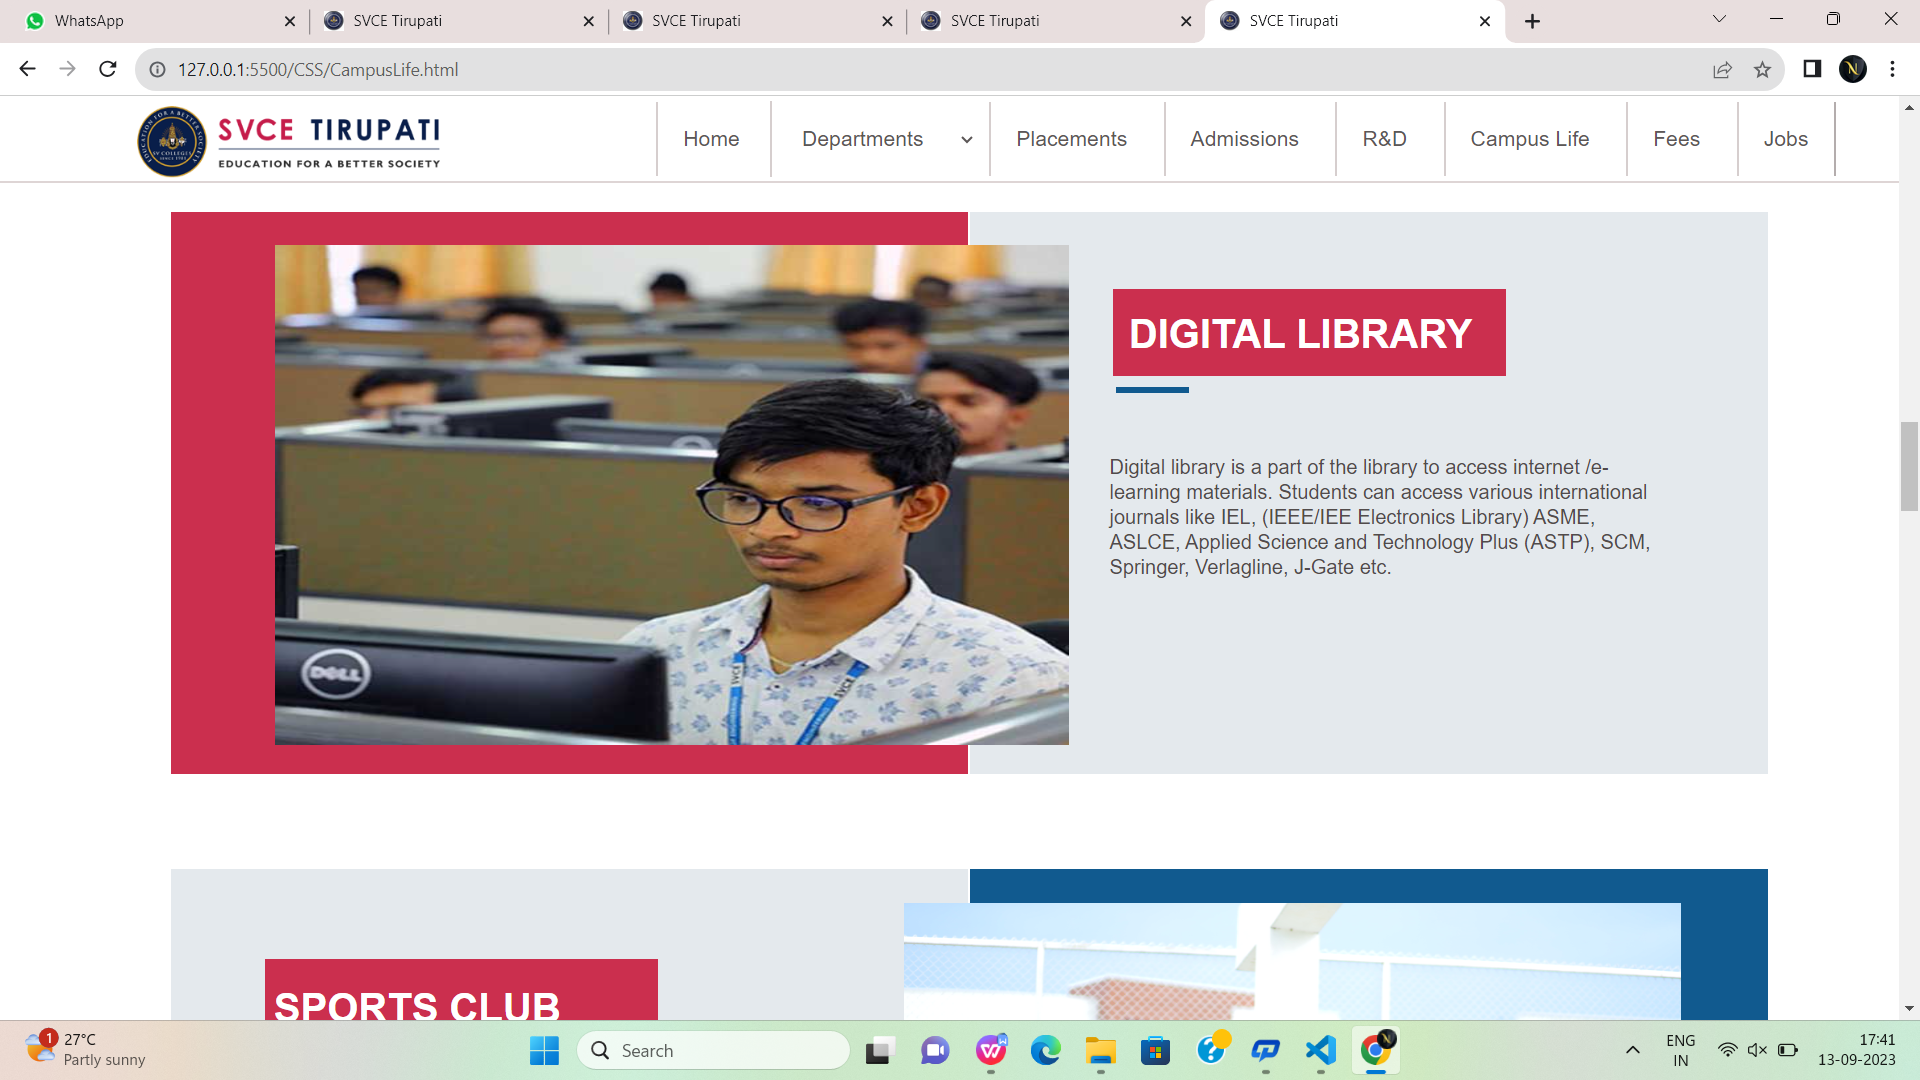 WhatsApp
SVCE Tirupati
SVCE Tirupati
SVCE Tirupati
SVCE Tirupati
127.0.0.1:5500/CSS/CampusLife.html
SVCE TIRUPATI
EDUCATION FOR A BETTER SOCIETY
Home
Departments
Placements
Admissions
R&D
Campus Life
Fees
Jobs
DELL
SVCE
SVCE
DIGITAL LIBRARY
Digital library is a part of the library to access internet /e-
learning materials. Students can access various international
journals like IEL, (IEEE/IEE Electronics Library) ASME,
ASLCE, Applied Science and Technology Plus (ASTP), SCM,
Springer, Verlagline, J-Gate etc.
SPORTS CLUB
1
27°C
Partly sunny
Search
ENG
IN
17:41
13-09-2023